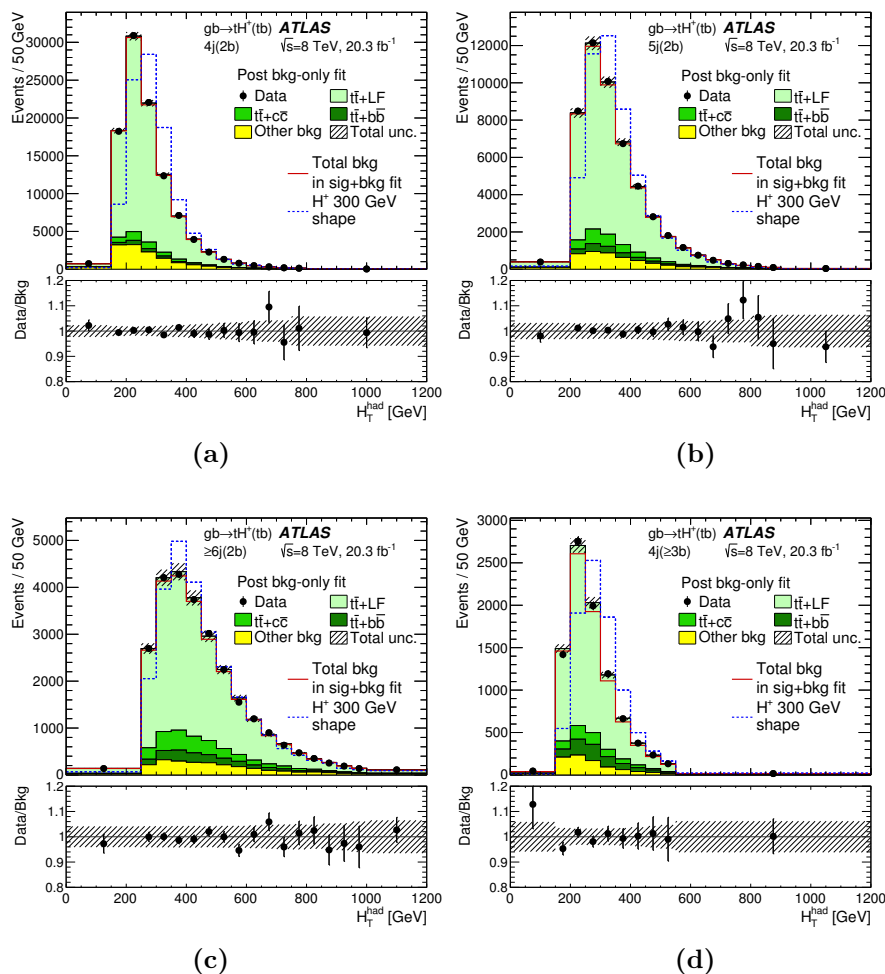 gb→tH⁺(tb) ATLAS
4j(2b) √s=8 TeV, 20.3 fb⁻¹
Post bkg-only fit
Data
tt̄+LF
tt̄+cc̄
tt̄+bb̄
Other bkg
Total unc.
Total bkg
in sig+bkg fit
H⁺ 300 GeV
shape
Events / 50 GeV
30000
25000
20000
15000
10000
5000
0
Data/Bkg
1.2
1.1
1
0.9
0.8
0 200 400 600 800 1000 1200
H_T^had [GeV]
(a)
gb→tH⁺(tb) ATLAS
5j(2b) √s=8 TeV, 20.3 fb⁻¹
Post bkg-only fit
Data
tt̄+LF
tt̄+cc̄
tt̄+bb̄
Other bkg
Total unc.
Total bkg
in sig+bkg fit
H⁺ 300 GeV
shape
Events / 50 GeV
12000
10000
8000
6000
4000
2000
0
Data/Bkg
1.2
1.1
1
0.9
0.8
0 200 400 600 800 1000 1200
H_T^had [GeV]
(b)
gb→tH⁺(tb) ATLAS
≥6j(2b) √s=8 TeV, 20.3 fb⁻¹
Post bkg-only fit
Data
tt̄+LF
tt̄+cc̄
tt̄+bb̄
Other bkg
Total unc.
Total bkg
in sig+bkg fit
H⁺ 300 GeV
shape
Events / 50 GeV
5000
4000
3000
2000
1000
0
Data/Bkg
1.2
1.1
1
0.9
0.8
0 200 400 600 800 1000 1200
H_T^had [GeV]
(c)
gb→tH⁺(tb) ATLAS
4j(≥3b) √s=8 TeV, 20.3 fb⁻¹
Post bkg-only fit
Data
tt̄+LF
tt̄+cc̄
tt̄+bb̄
Other bkg
Total unc.
Total bkg
in sig+bkg fit
H⁺ 300 GeV
shape
Events / 50 GeV
3000
2500
2000
1500
1000
500
0
Data/Bkg
1.2
1.1
1
0.9
0.8
0 200 400 600 800 1000 1200
H_T^had [GeV]
(d)